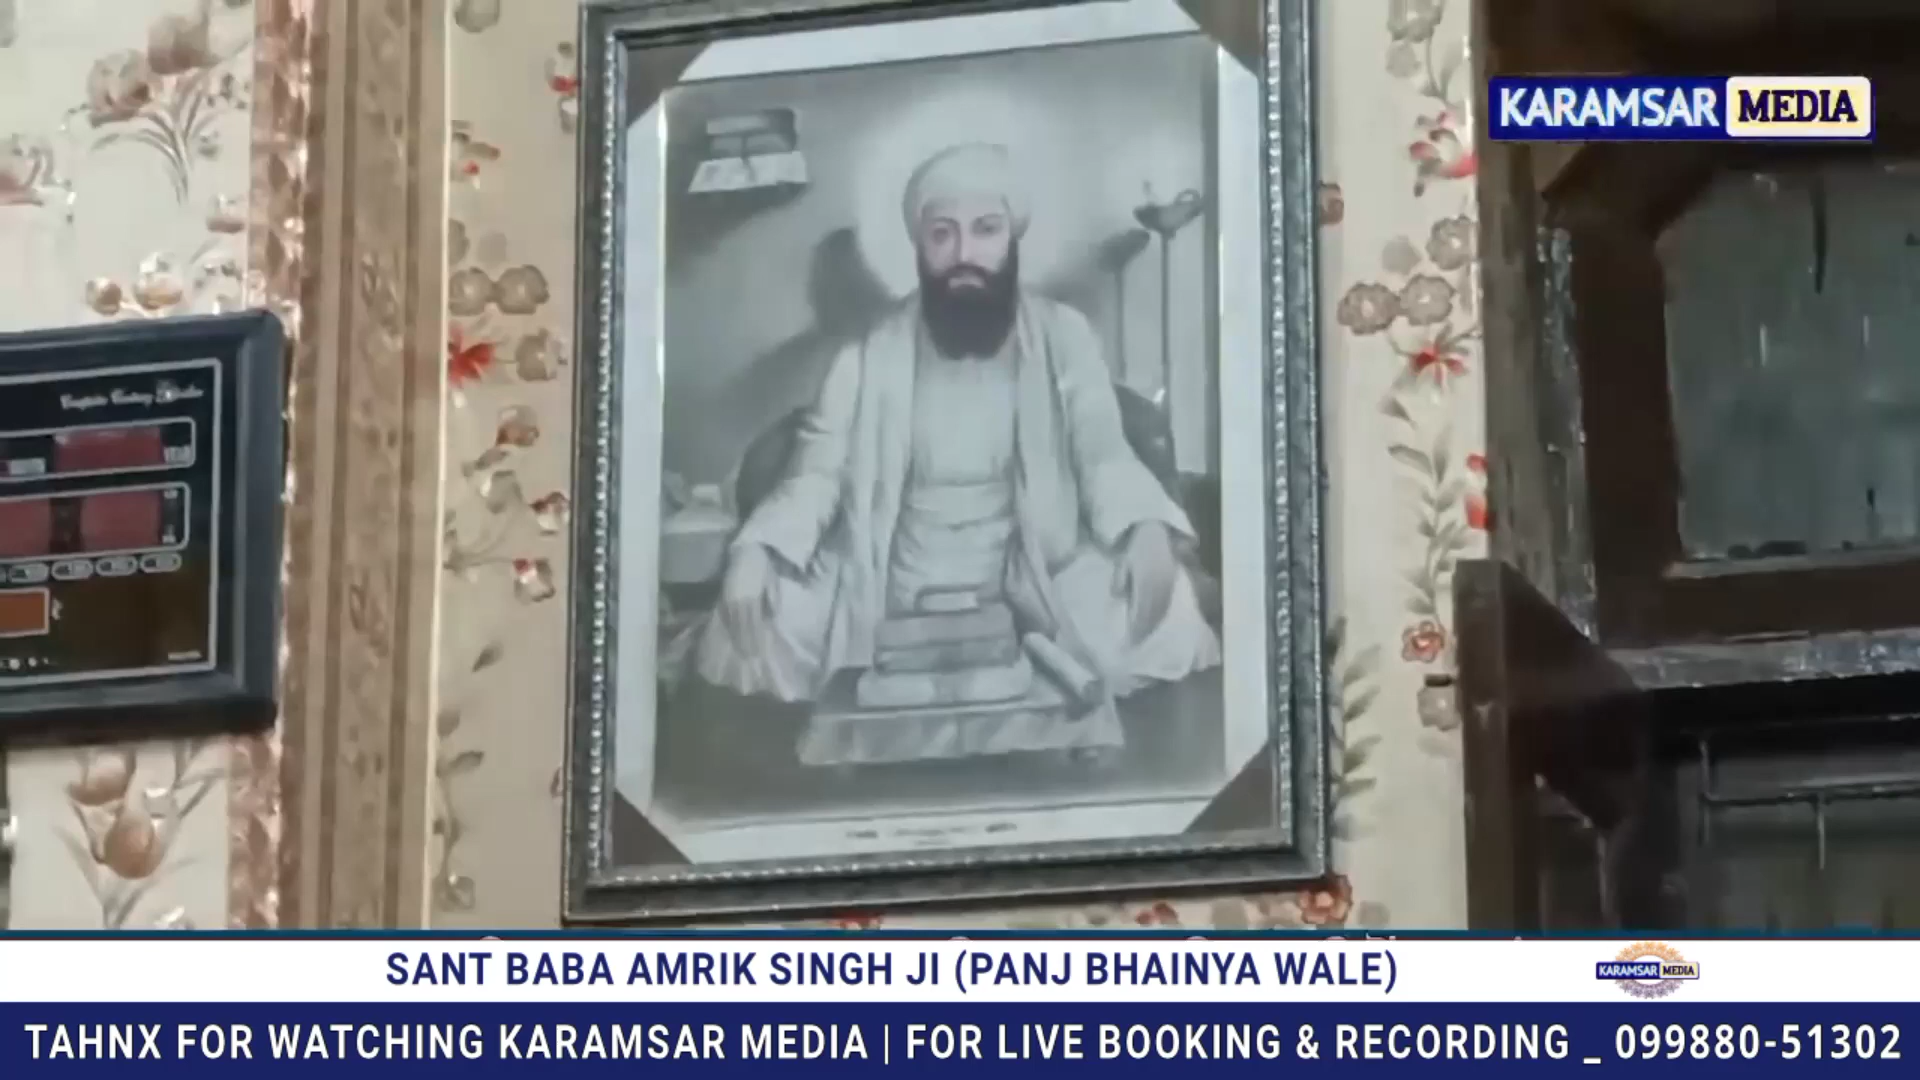 KARAMSAR MEDIA
YEAR
SANT BABA AMRIK SINGH JI (PANJ BHAINYA WALE)
KARAMSAR MEDIA
TAHNX FOR WATCHING KARAMSAR MEDIA | FOR LIVE BOOKING & RECORDING _ 099880-51302